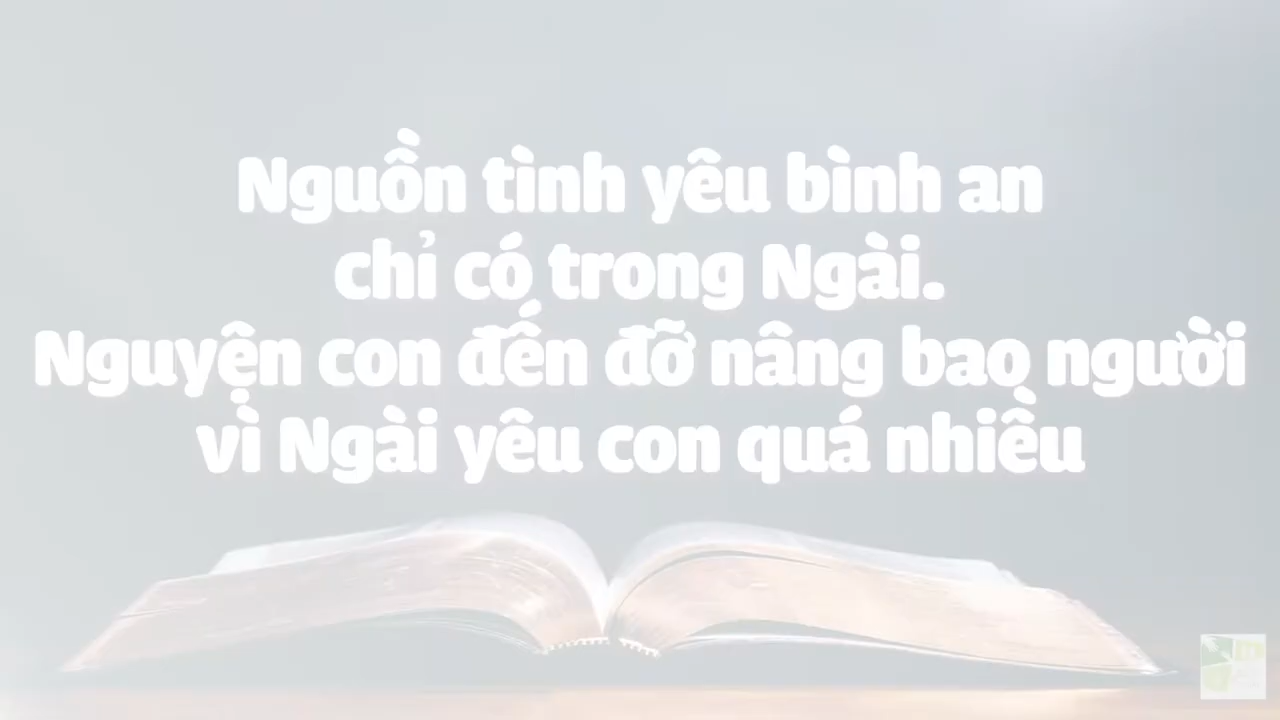 Nguồn tình yêu bình an
chỉ có trong Ngài.
Nguyện con đến đỡ nâng bao người
vì Ngài yêu con quá nhiều